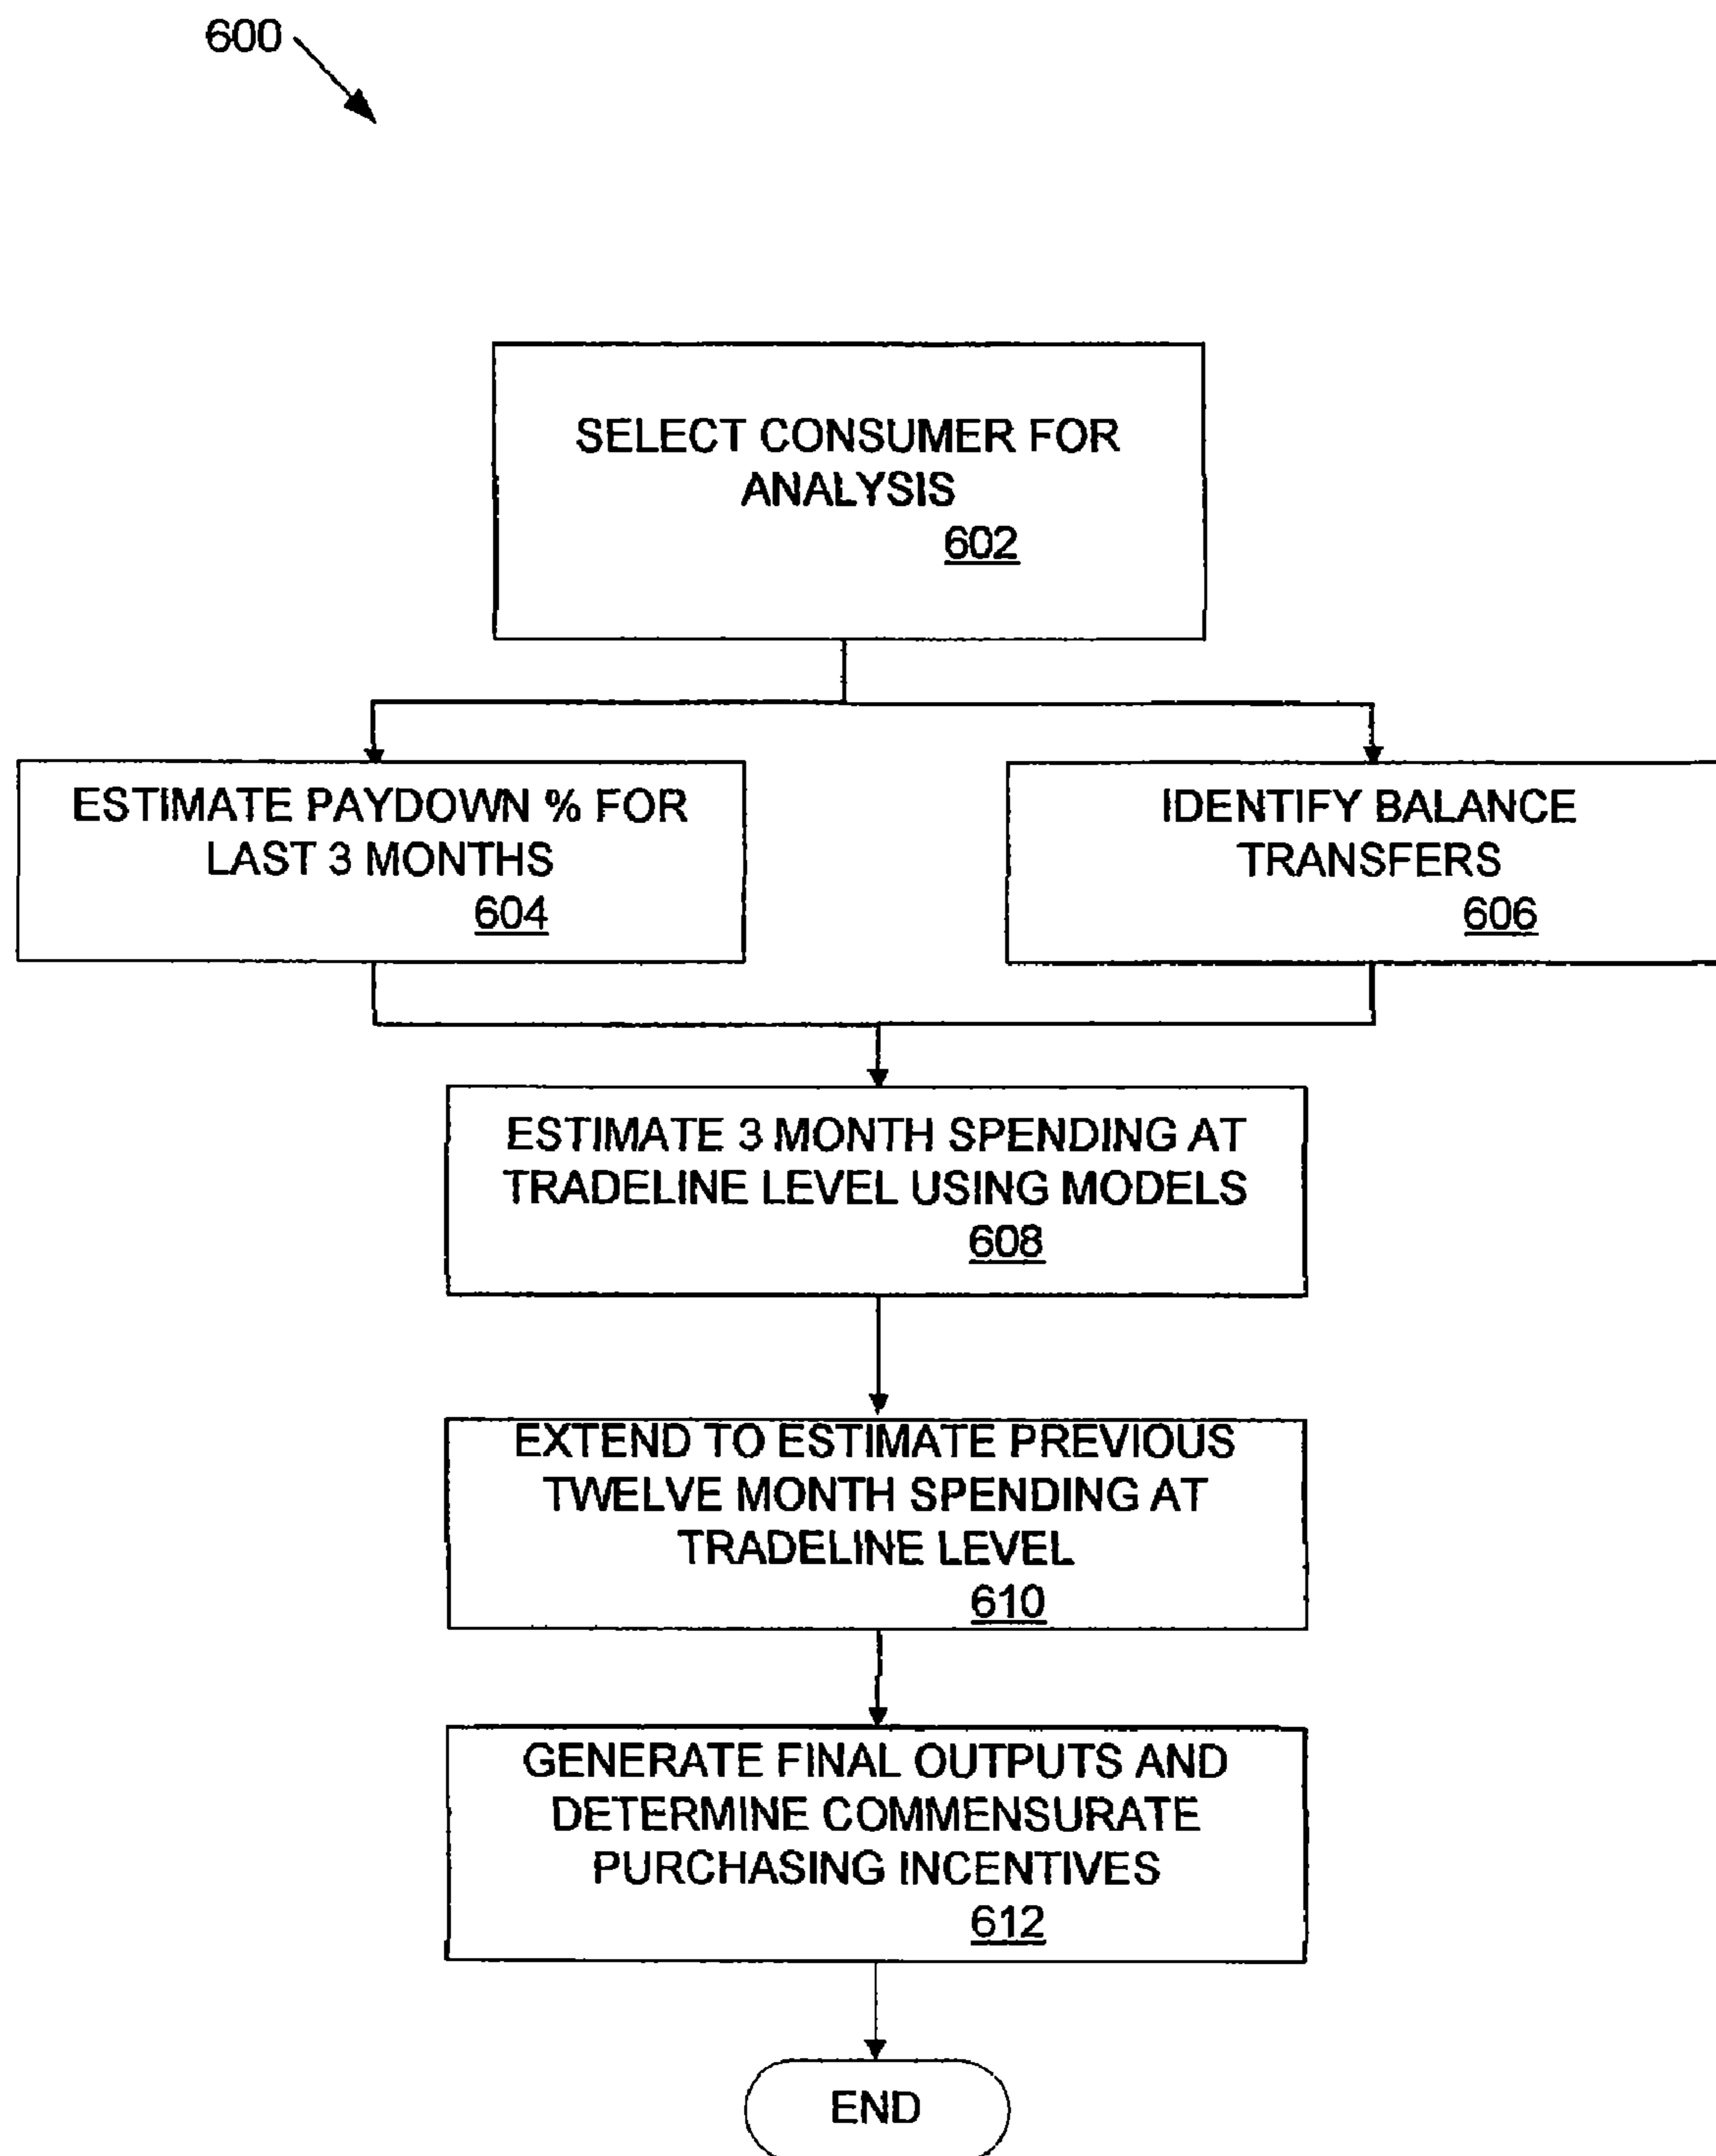 600
SELECT CONSUMER FOR
ANALYSIS
602
ESTIMATE PAYDOWN % FOR
LAST 3 MONTHS
604
IDENTIFY BALANCE
TRANSFERS
606
ESTIMATE 3 MONTH SPENDING AT
TRADELINE LEVEL USING MODELS
608
EXTEND TO ESTIMATE PREVIOUS
TWELVE MONTH SPENDING AT
TRADELINE LEVEL
610
GENERATE FINAL OUTPUTS AND
DETERMINE COMMENSURATE
PURCHASING INCENTIVES
612
END